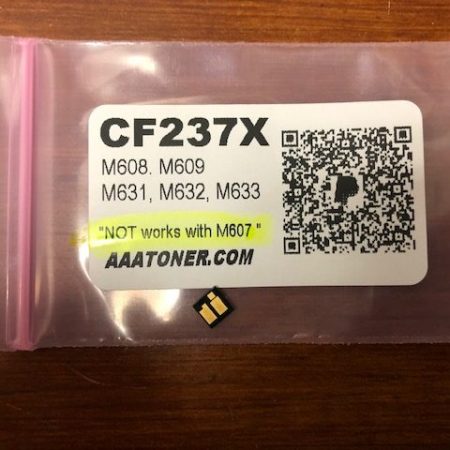 CF237X
M608. M609
M631, M632, M633
"NOT works with M607 "
AAATONER.COM